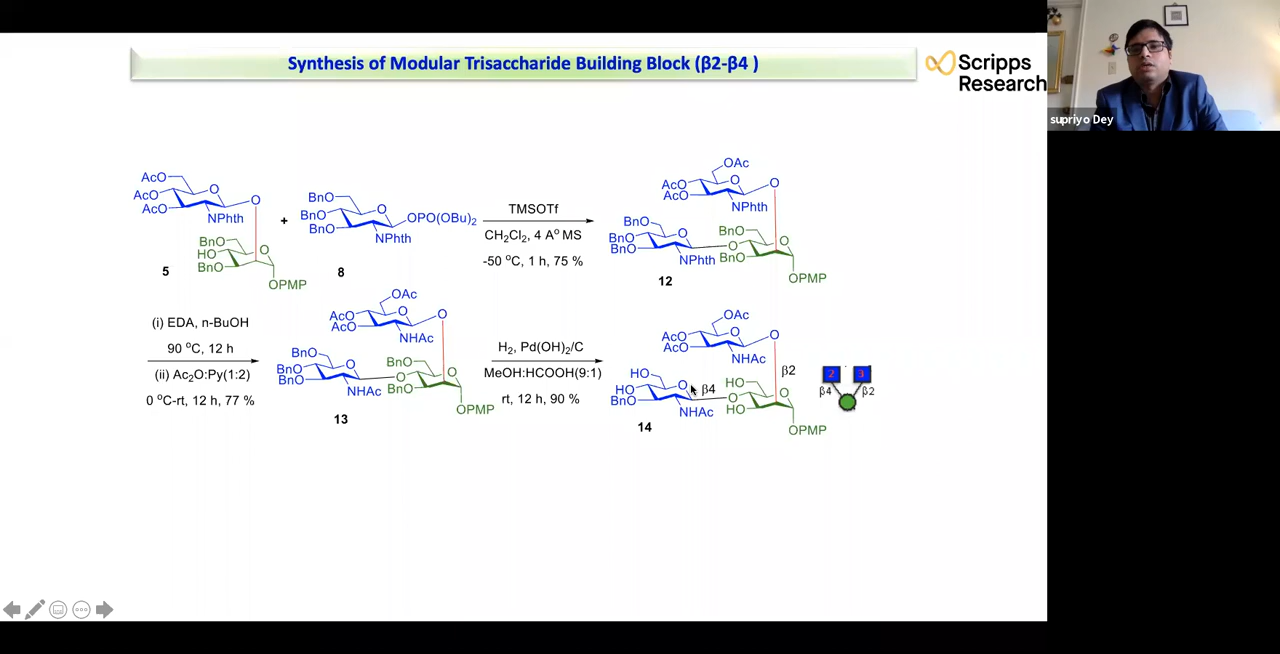 Synthesis of Modular Trisaccharide Building Block (β2-β4 )
Scripps
Research
supriyo Dey
AcO
AcO
AcO
O
O
NPhth
BnO
HO
BnO
O
OPMP
5
+
BnO
BnO
BnO
O
OPO(OBu)₂
NPhth
8
TMSOTf
CH₂Cl₂, 4 A° MS
-50 °C, 1 h, 75 %
OAc
AcO
AcO
O
O
NPhth
BnO
BnO
BnO
O
NPhth
BnO
O
BnO
O
OPMP
12
(i) EDA, n-BuOH
90 °C, 12 h
(ii) Ac₂O:Py(1:2)
0 °C-rt, 12 h, 77 %
OAc
AcO
AcO
O
O
NHAc
BnO
BnO
BnO
O
NHAc
BnO
O
BnO
O
OPMP
13
H₂, Pd(OH)₂/C
MeOH:HCOOH(9:1)
rt, 12 h, 90 %
OAc
AcO
AcO
O
O
NHAc
β2
HO
HO
BnO
O
β4
NHAc
HO
O
HO
O
OPMP
14
2 3
β4 β2